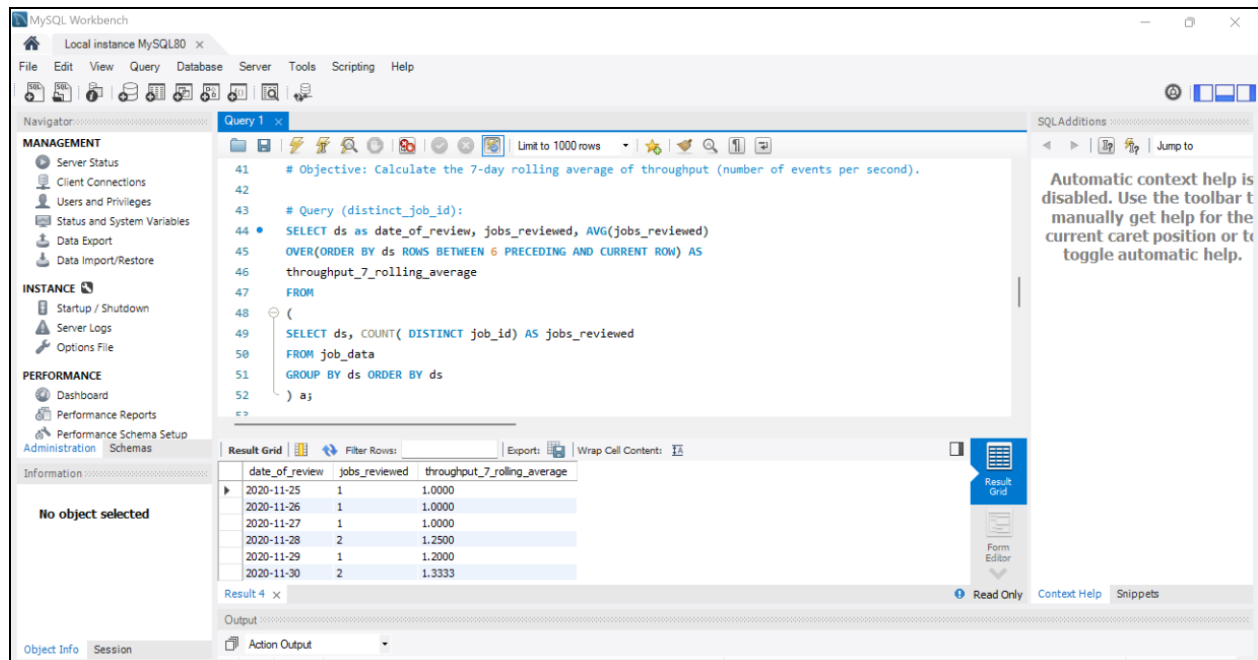 MySQL Workbench
Local instance MySQL80
File Edit View Query Database Server Tools Scripting Help
Navigator
MANAGEMENT
Server Status
Client Connections
Users and Privileges
Status and System Variables
Data Export
Data Import/Restore
INSTANCE
Startup / Shutdown
Server Logs
Options File
PERFORMANCE
Dashboard
Performance Reports
Performance Schema Setup
Administration Schemas
Information
No object selected
Object Info Session
Query 1
Limit to 1000 rows
41 # Objective: Calculate the 7-day rolling average of throughput (number of events per second).
42
43 # Query (distinct_job_id):
44 SELECT ds as date_of_review, jobs_reviewed, AVG(jobs_reviewed)
45 OVER(ORDER BY ds ROWS BETWEEN 6 PRECEDING AND CURRENT ROW) AS
46 throughput_7_rolling_average
47 FROM
48 (
49 SELECT ds, COUNT( DISTINCT job_id) AS jobs_reviewed
50 FROM job_data
51 GROUP BY ds ORDER BY ds
52 ) a;
Result Grid Filter Rows: Export: Wrap Cell Content:
date_of_review jobs_reviewed throughput_7_rolling_average
2020-11-25 1 1.0000
2020-11-26 1 1.0000
2020-11-27 1 1.0000
2020-11-28 2 1.2500
2020-11-29 1 1.2000
2020-11-30 2 1.3333
Result
Grid
Form
Editor
Result 4
Read Only
Output
Action Output
SQLAdditions
Jump to
Automatic context help is
disabled. Use the toolbar t
manually get help for the
current caret position or to
toggle automatic help.
Context Help Snippets